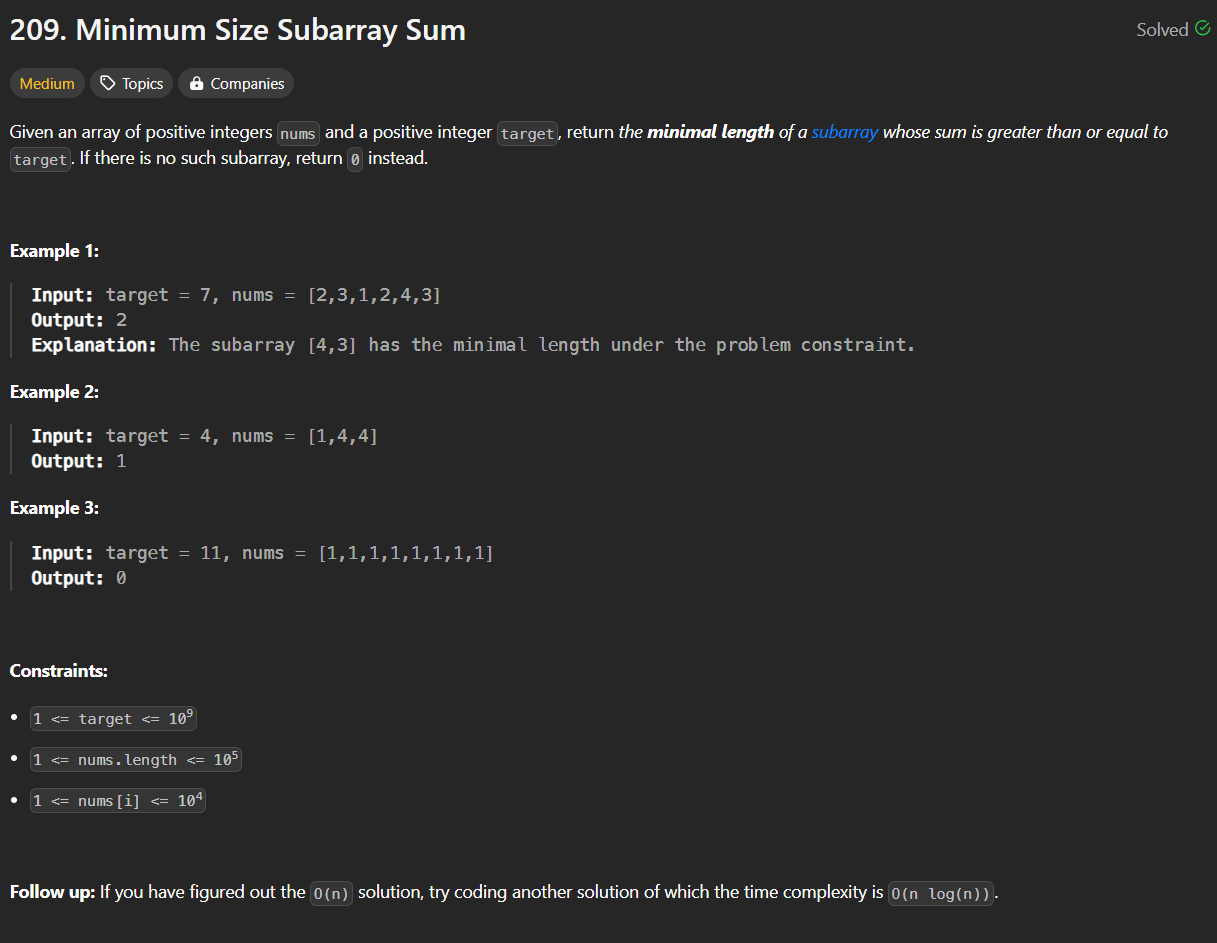 209. Minimum Size Subarray Sum
Solved
Medium Topics Companies
Given an array of positive integers nums and a positive integer target, return the minimal length of a subarray whose sum is greater than or equal to
target. If there is no such subarray, return 0 instead.
Example 1:
Input: target = 7, nums = [2,3,1,2,4,3]
Output: 2
Explanation: The subarray [4,3] has the minimal length under the problem constraint.
Example 2:
Input: target = 4, nums = [1,4,4]
Output: 1
Example 3:
Input: target = 11, nums = [1,1,1,1,1,1,1,1]
Output: 0
Constraints:
• 1 <= target <= 10⁹
• 1 <= nums.length <= 10⁵
• 1 <= nums[i] <= 10⁴
Follow up: If you have figured out the O(n) solution, try coding another solution of which the time complexity is O(n log(n)).